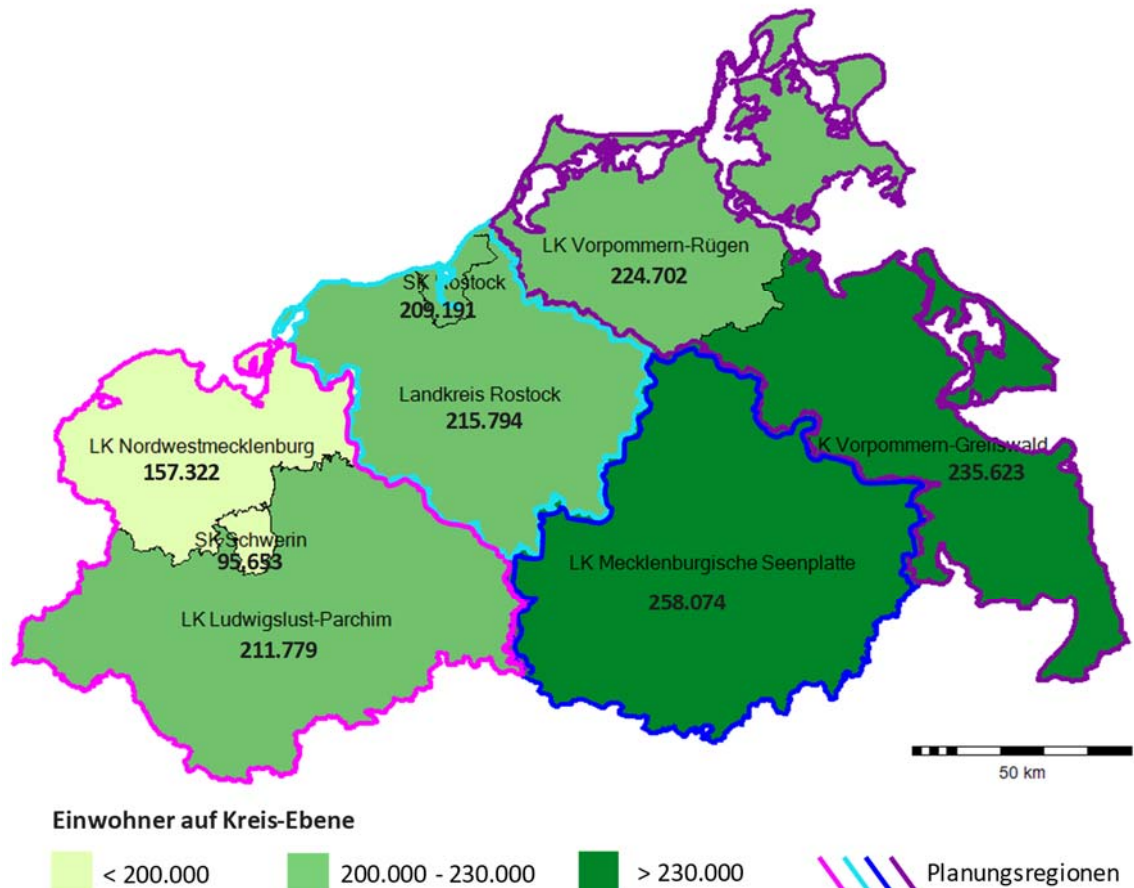 LK Vorpommern-Rügen
224.702
SK Rostock
209.191
Landkreis Rostock
215.794
LK Nordwestmecklenburg
157.322
K Vorpommern-Greifswald
235.623
SK Schwerin
95.653
LK Mecklenburgische Seenplatte
258.074
LK Ludwigslust-Parchim
211.779
50 km
Einwohner auf Kreis-Ebene
< 200.000
200.000 - 230.000
> 230.000
Planungsregionen